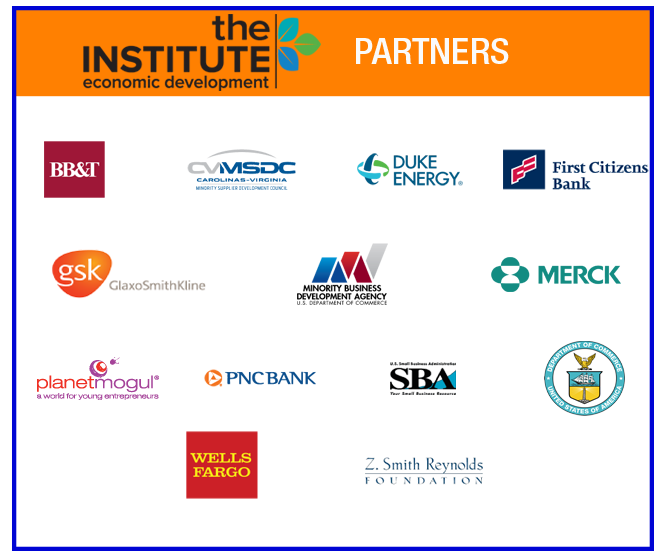 the
INSTITUTE
economic development
PARTNERS
BB&T
CVMSDC
CAROLINAS-VIRGINIA
MINORITY SUPPLIER DEVELOPMENT COUNCIL
DUKE
ENERGY®
First Citizens
Bank
gsk
GlaxoSmithKline
MINORITY BUSINESS
DEVELOPMENT AGENCY
U.S. DEPARTMENT OF COMMERCE
MERCK
planetmogul®
a world for young entrepreneurs
PNCBANK
U.S. Small Business Administration
SBA
Your Small Business Resource
DEPARTMENT OF COMMERCE
UNITED STATES OF AMERICA
WELLS
FARGO
Z. Smith Reynolds
FOUNDATION